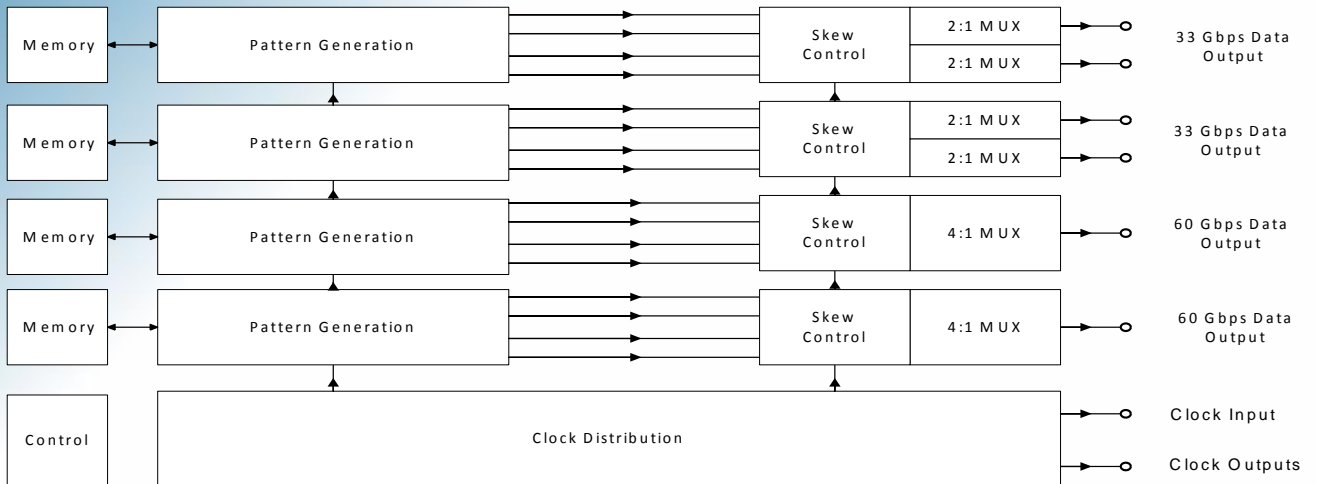 Memory
Pattern Generation
Skew
Control
2:1 MUX
2:1 MUX
33 Gbps Data
Output
Memory
Pattern Generation
Skew
Control
2:1 MUX
2:1 MUX
33 Gbps Data
Output
Memory
Pattern Generation
Skew
Control
4:1 MUX
60 Gbps Data
Output
Memory
Pattern Generation
Skew
Control
4:1 MUX
60 Gbps Data
Output
Control
Clock Distribution
Clock Input
Clock Outputs